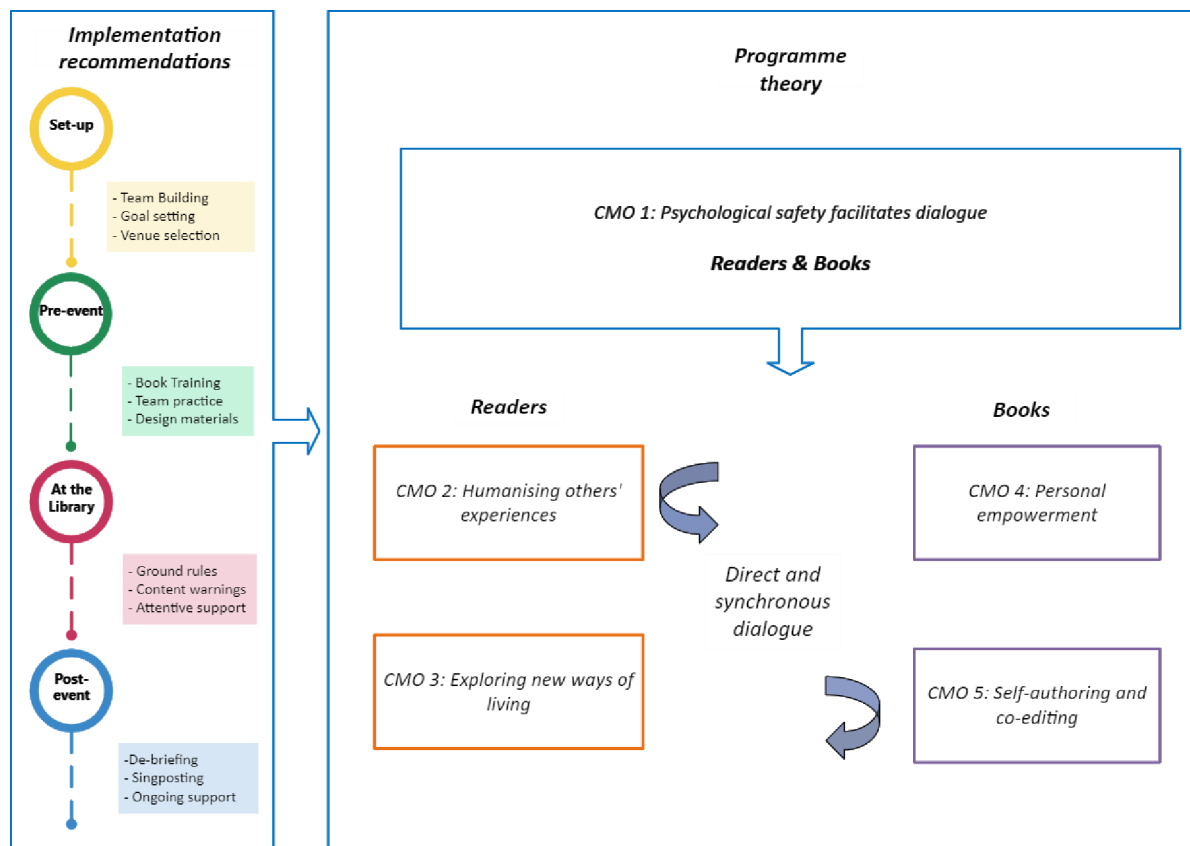 Implementation
recommendations
Set-up
- Team Building
- Goal setting
- Venue selection
Pre-event
- Book Training
- Team practice
- Design materials
At the
Library
- Ground rules
- Content warnings
- Attentive support
Post-
event
-De-briefing
- Singposting
- Ongoing support
Programme
theory
CMO 1: Psychological safety facilitates dialogue
Readers & Books
Readers
Books
CMO 2: Humanising others'
experiences
CMO 4: Personal
empowerment
Direct and
synchronous
dialogue
CMO 3: Exploring new ways of
living
CMO 5: Self-authoring and
co-editing